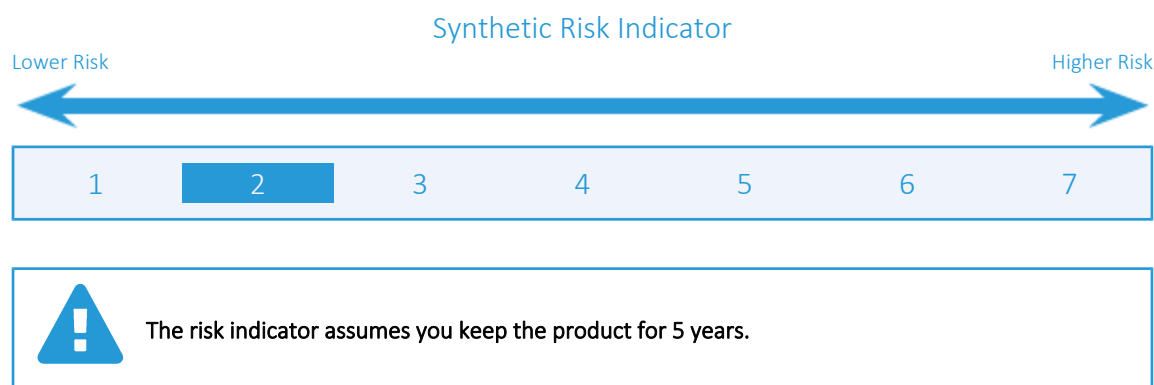 Synthetic Risk Indicator
Lower Risk Higher Risk
1 2 3 4 5 6 7
The risk indicator assumes you keep the product for 5 years.